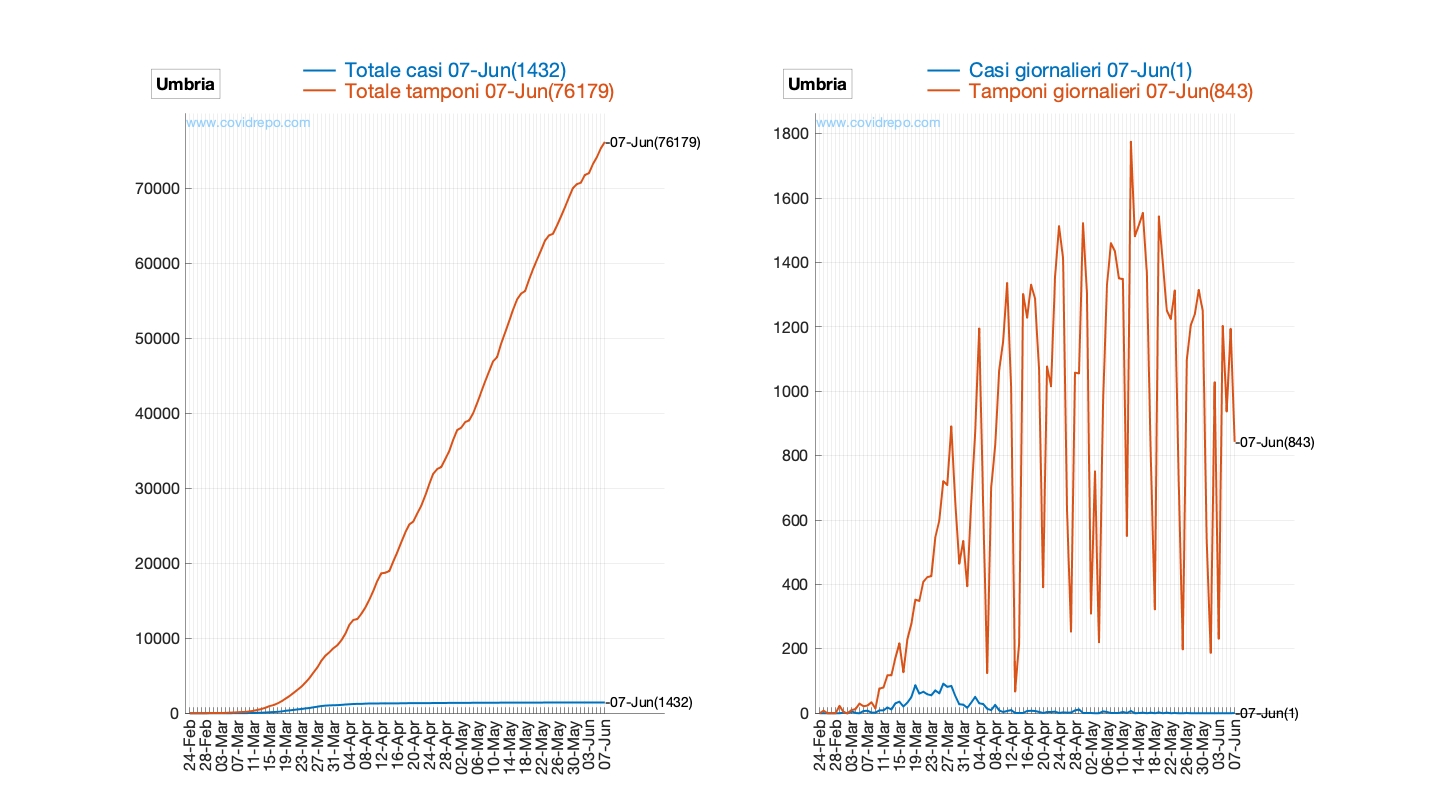 Umbria
Totale casi 07-Jun(1432)
Totale tamponi 07-Jun(76179)
www.covidrepo.com
07-Jun(76179)
70000
60000
50000
40000
30000
20000
10000
0
07-Jun(1432)
24-Feb
28-Feb
03-Mar
07-Mar
11-Mar
15-Mar
19-Mar
23-Mar
27-Mar
31-Mar
04-Apr
08-Apr
12-Apr
16-Apr
20-Apr
24-Apr
28-Apr
02-May
06-May
10-May
14-May
18-May
22-May
26-May
30-May
03-Jun
07-Jun
Umbria
Casi giornalieri 07-Jun(1)
Tamponi giornalieri 07-Jun(843)
www.covidrepo.com
1800
1600
1400
1200
1000
800
600
400
200
0
07-Jun(843)
07-Jun(1)
24-Feb
28-Feb
03-Mar
07-Mar
11-Mar
15-Mar
19-Mar
23-Mar
27-Mar
31-Mar
04-Apr
08-Apr
12-Apr
16-Apr
20-Apr
24-Apr
28-Apr
02-May
06-May
10-May
14-May
18-May
22-May
26-May
30-May
03-Jun
07-Jun